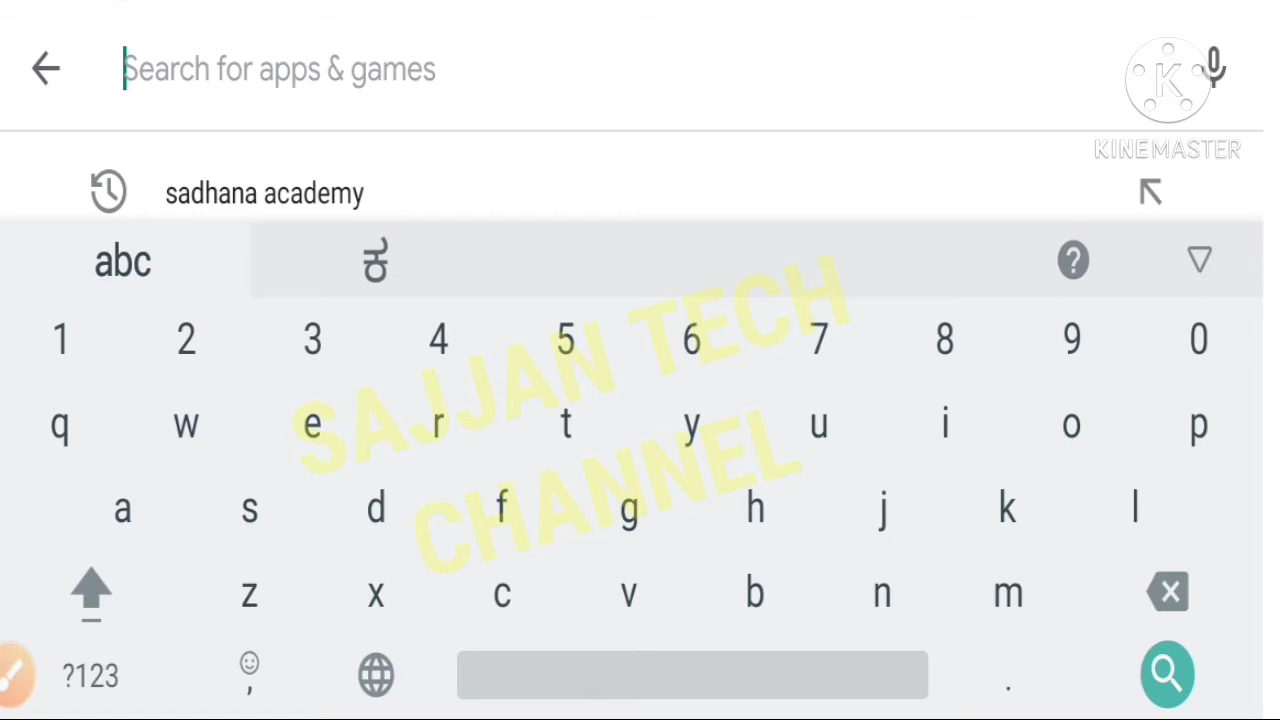 Search for apps & games
K
KINEMASTER
sadhana academy
abc
1 2 3 4 5 6 7 8 9 0
q w e r t y u i o p
a s d f g h j k l
z x c v b n m
?123 , .
SAJJAN TECH
CHANNEL